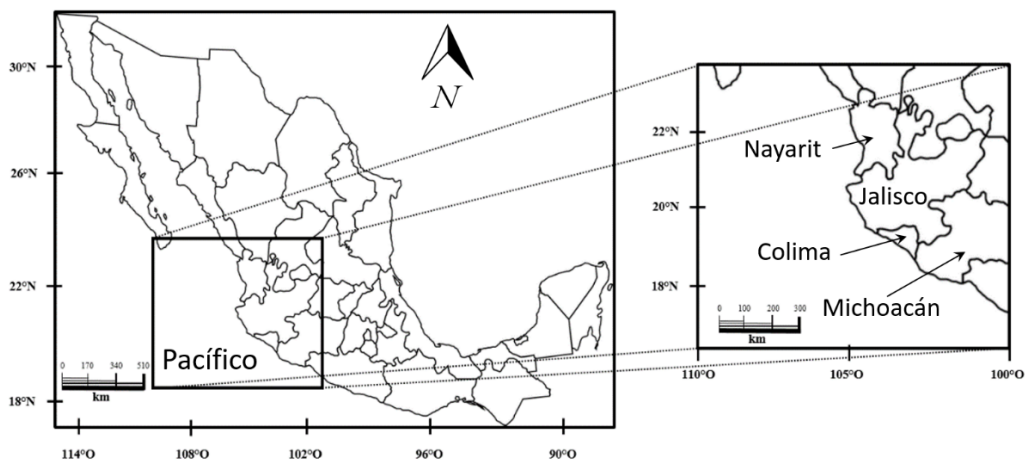 30°N
26°N
22°N
18°N
N
Pacífico
0 170 340 510
km
114°O 108°O 102°O 96°O 90°O
22°N
20°N
18°N
Nayarit
Jalisco
Colima
Michoacán
0 100 200 300
km
110°O 105°O 100°O